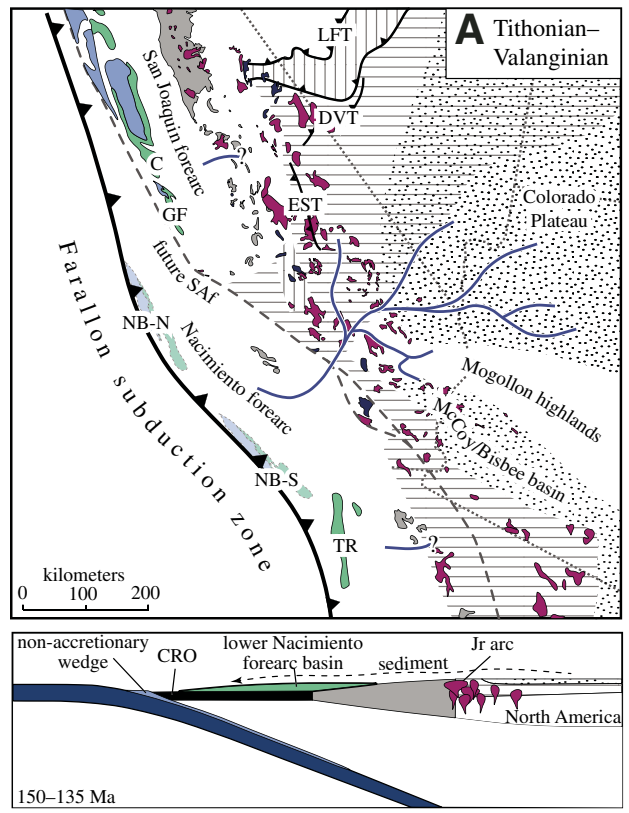 A Tithonian–
Valanginian
LFT
DVT
San Joaquin forearc
?
C
EST
GF
Colorado
Plateau
future SAf
Farallon subduction zone
NB-N
Nacimiento forearc
Mogollon highlands
McCoy/Bisbee basin
NB-S
TR
?
kilometers
0 100 200
non-accretionary
wedge
CRO
lower Nacimiento
forearc basin
sediment
Jr arc
North America
150–135 Ma